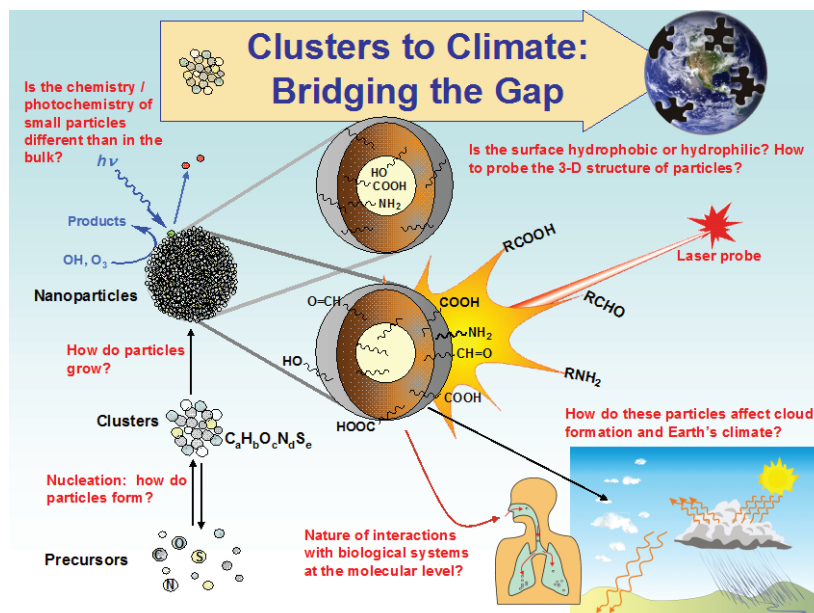 Clusters to Climate:
Bridging the Gap
Is the chemistry /
photochemistry of
small particles
different than in the
bulk?
hν
Products
OH, O₃
Nanoparticles
Is the surface hydrophobic or hydrophilic? How
to probe the 3-D structure of particles?
HO
COOH
NH₂
RCOOH
Laser probe
RCHO
RNH₂
O=CH
COOH
NH₂
CH=O
HO
COOH
HOOC
How do particles
grow?
Clusters
CₐHbOcNdSₑ
Nucleation: how do
particles form?
Precursors
O
C
S
N
How do these particles affect cloud
formation and Earth's climate?
Nature of interactions
with biological systems
at the molecular level?